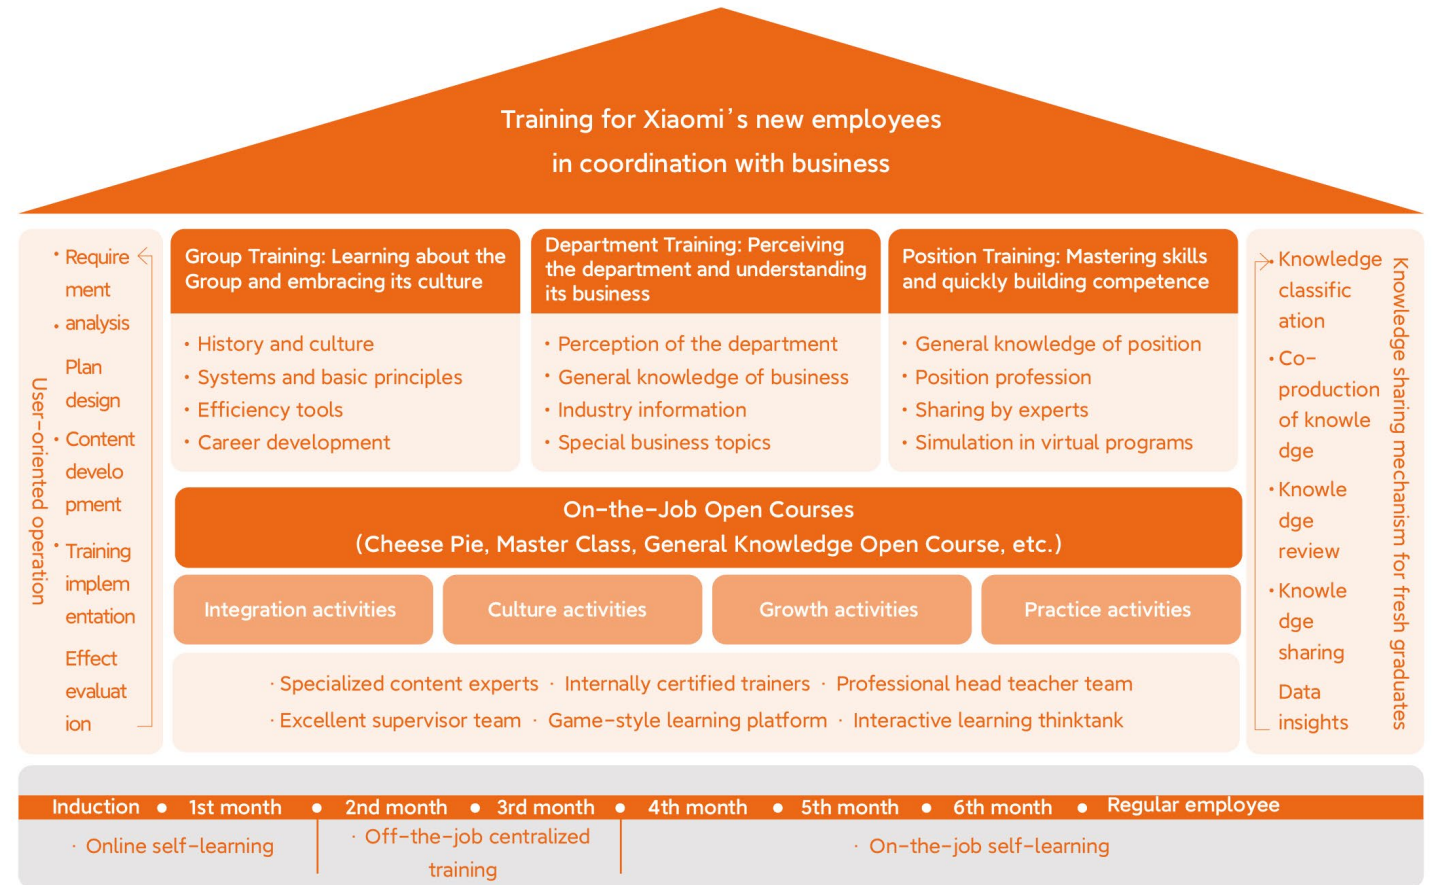 Training for Xiaomi’s new employees
in coordination with business
User-oriented operation
• Require
ment
• analysis
Plan
design
• Content
develo
pment
• Training
implem
entation
Effect
evaluat
ion
Group Training: Learning about the
Group and embracing its culture
• History and culture
• Systems and basic principles
• Efficiency tools
• Career development
Department Training: Perceiving
the department and understanding
its business
• Perception of the department
• General knowledge of business
• Industry information
• Special business topics
Position Training: Mastering skills
and quickly building competence
• General knowledge of position
• Position profession
• Sharing by experts
• Simulation in virtual programs
On-the-Job Open Courses
(Cheese Pie, Master Class, General Knowledge Open Course, etc.)
Integration activities
Culture activities
Growth activities
Practice activities
· Specialized content experts · Internally certified trainers · Professional head teacher team
· Excellent supervisor team · Game-style learning platform · Interactive learning thinktank
• Knowledge
classific
ation
• Co-
production
of knowle
dge
• Knowle
dge
review
• Knowle
dge
sharing
Data
insights
Knowledge sharing mechanism for fresh graduates
Induction • 1st month • 2nd month • 3rd month • 4th month • 5th month • 6th month • Regular employee
· Online self-learning
· Off-the-job centralized
training
· On-the-job self-learning